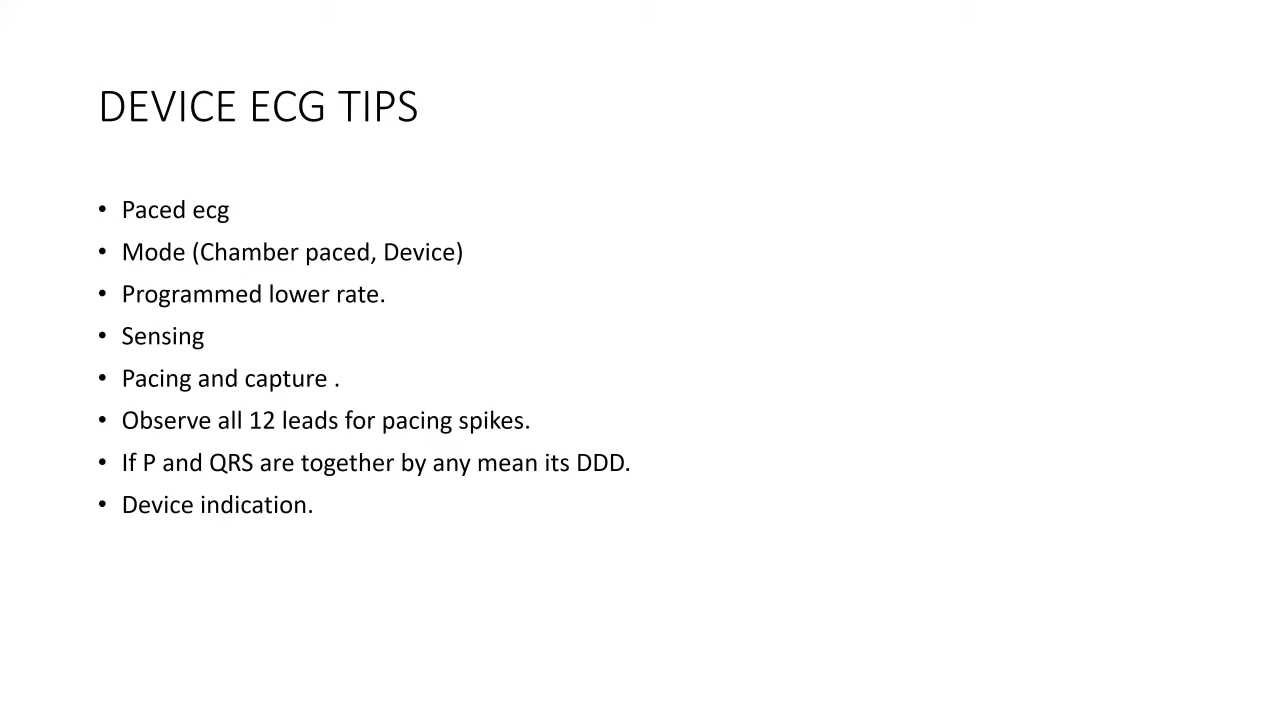 DEVICE ECG TIPS
• Paced ecg
• Mode (Chamber paced, Device)
• Programmed lower rate.
• Sensing
• Pacing and capture .
• Observe all 12 leads for pacing spikes.
• If P and QRS are together by any mean its DDD.
• Device indication.